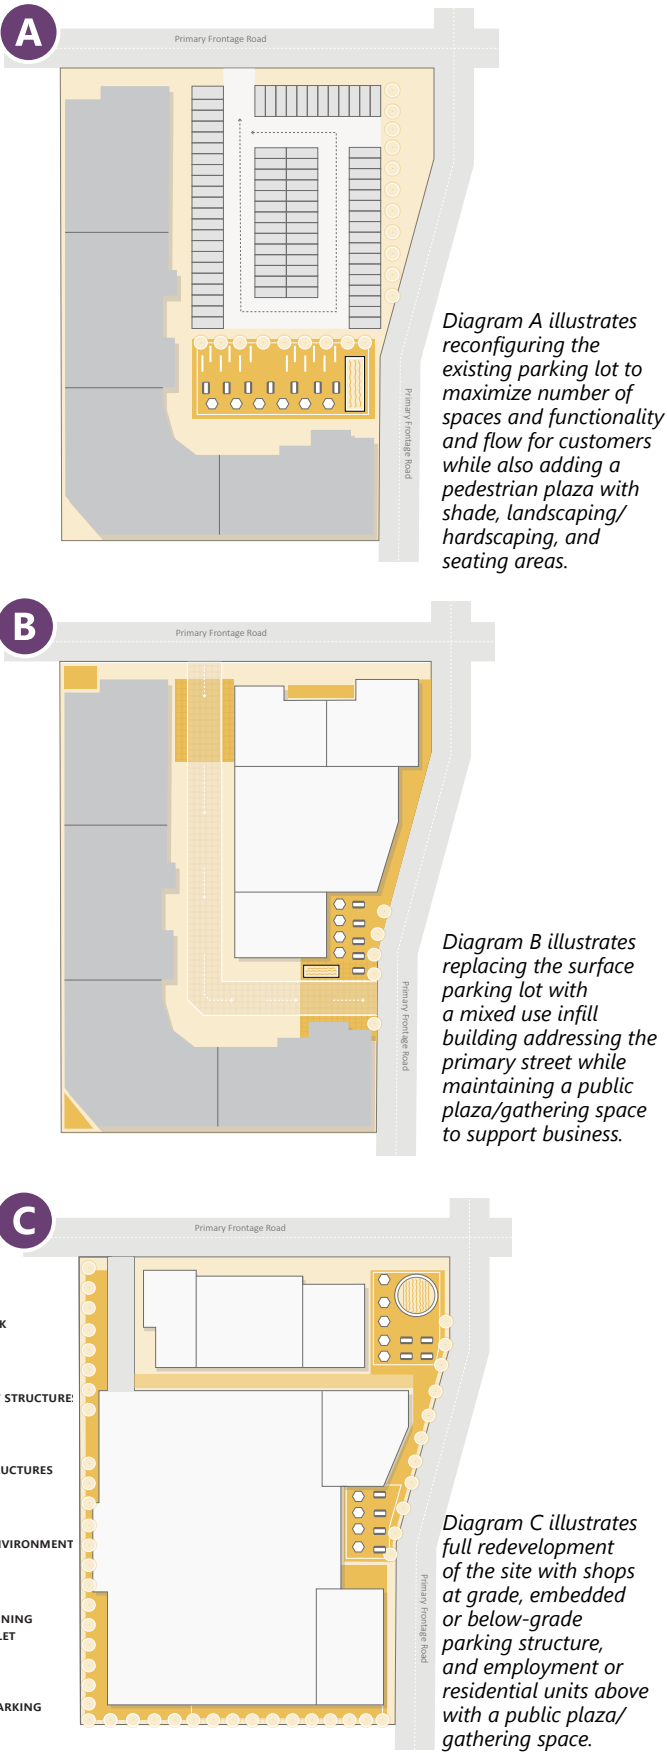 A
Primary Frontage Road
Primary Frontage Road
Diagram A illustrates
reconfiguring the
existing parking lot to
maximize number of
spaces and functionality
and flow for customers
while also adding a
pedestrian plaza with
shade, landscaping/
hardscaping, and
seating areas.
B
Primary Frontage Road
Primary Frontage Road
Diagram B illustrates
replacing the surface
parking lot with
a mixed use infill
building addressing the
primary street while
maintaining a public
plaza/gathering space
to support business.
C
Primary Frontage Road
Primary Frontage Road
Diagram C illustrates
full redevelopment
of the site with shops
at grade, embedded
or below-grade
parking structure,
and employment or
residential units above
with a public plaza/
gathering space.
K
STRUCTURES
UCTURES
VIRONMENT
NING
LET
ARKING